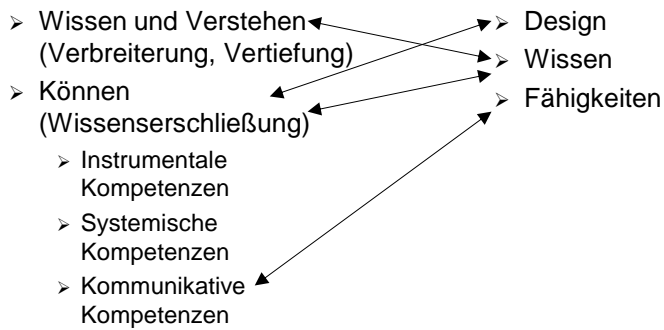 Wissen und Verstehen
(Verbreiterung, Vertiefung)
Können
(Wissenserschließung)
Instrumentale
Kompetenzen
Systemische
Kompetenzen
Kommunikative
Kompetenzen
Design
Wissen
Fähigkeiten